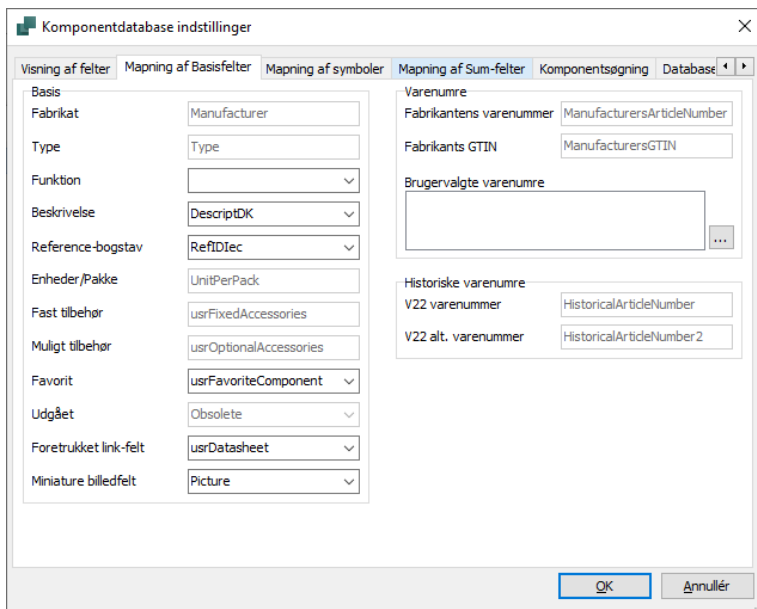 Komponentdatabase indstillinger
Visning af felter
Mapning af Basisfelter
Mapning af symboler
Mapning af Sum-felter
Komponentsøgning
Database
Basis
Fabrikat Manufacturer
Type Type
Funktion
Beskrivelse DescriptDK
Reference-bogstav RefIDIec
Enheder/Pakke UnitPerPack
Fast tilbehør usrFixedAccessories
Muligt tilbehør usrOptionalAccessories
Favorit usrFavoriteComponent
Udgået Obsolete
Foretrukket link-felt usrDatasheet
Miniature billedfelt Picture
Varenumre
Fabrikantens varenummer ManufacturersArticleNumber
Fabrikants GTIN ManufacturersGTIN
Brugervalgte varenumre
...
Historiske varenumre
V22 varenummer HistoricalArticleNumber
V22 alt. varenummer HistoricalArticleNumber2
OK
Annullér